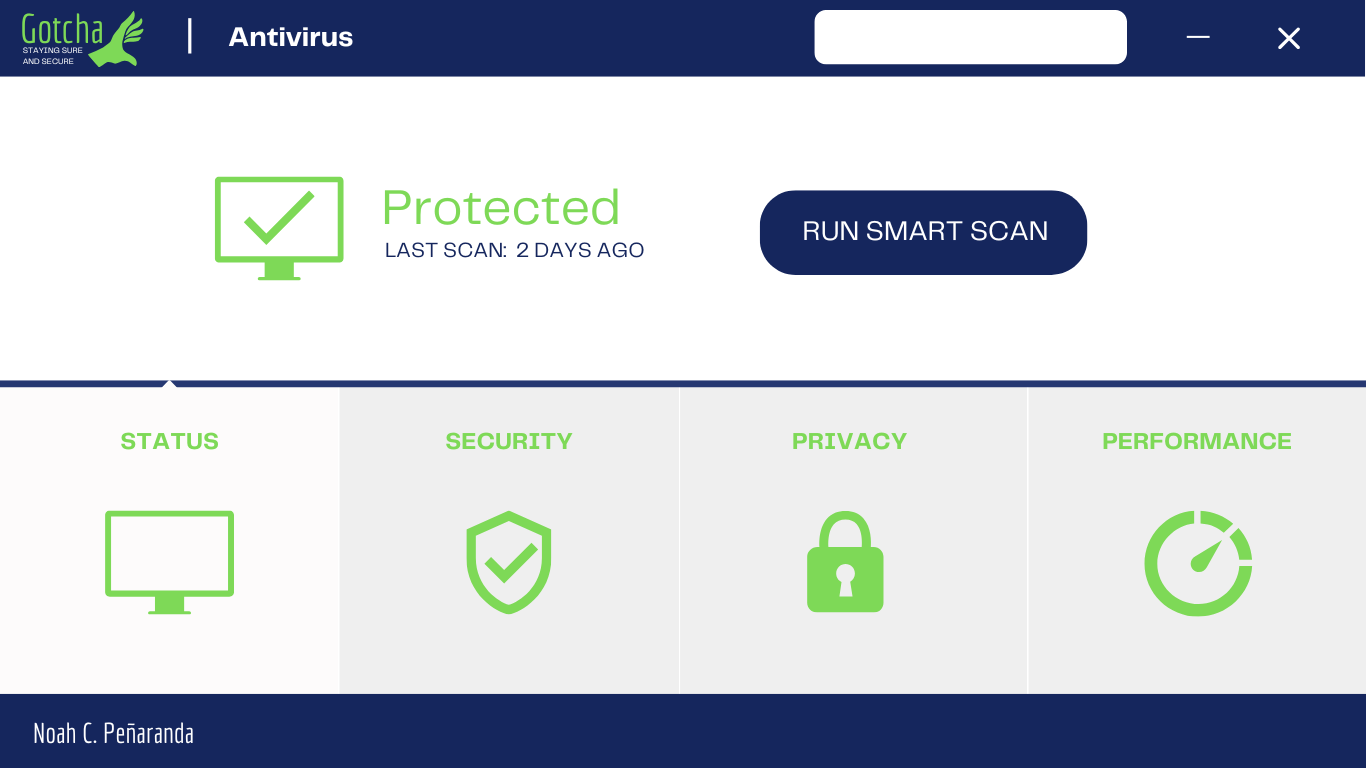 Gotcha
STAYING SURE
AND SECURE
Antivirus
Protected
LAST SCAN: 2 DAYS AGO
RUN SMART SCAN
STATUS
SECURITY
PRIVACY
PERFORMANCE
Noah C. Peñaranda